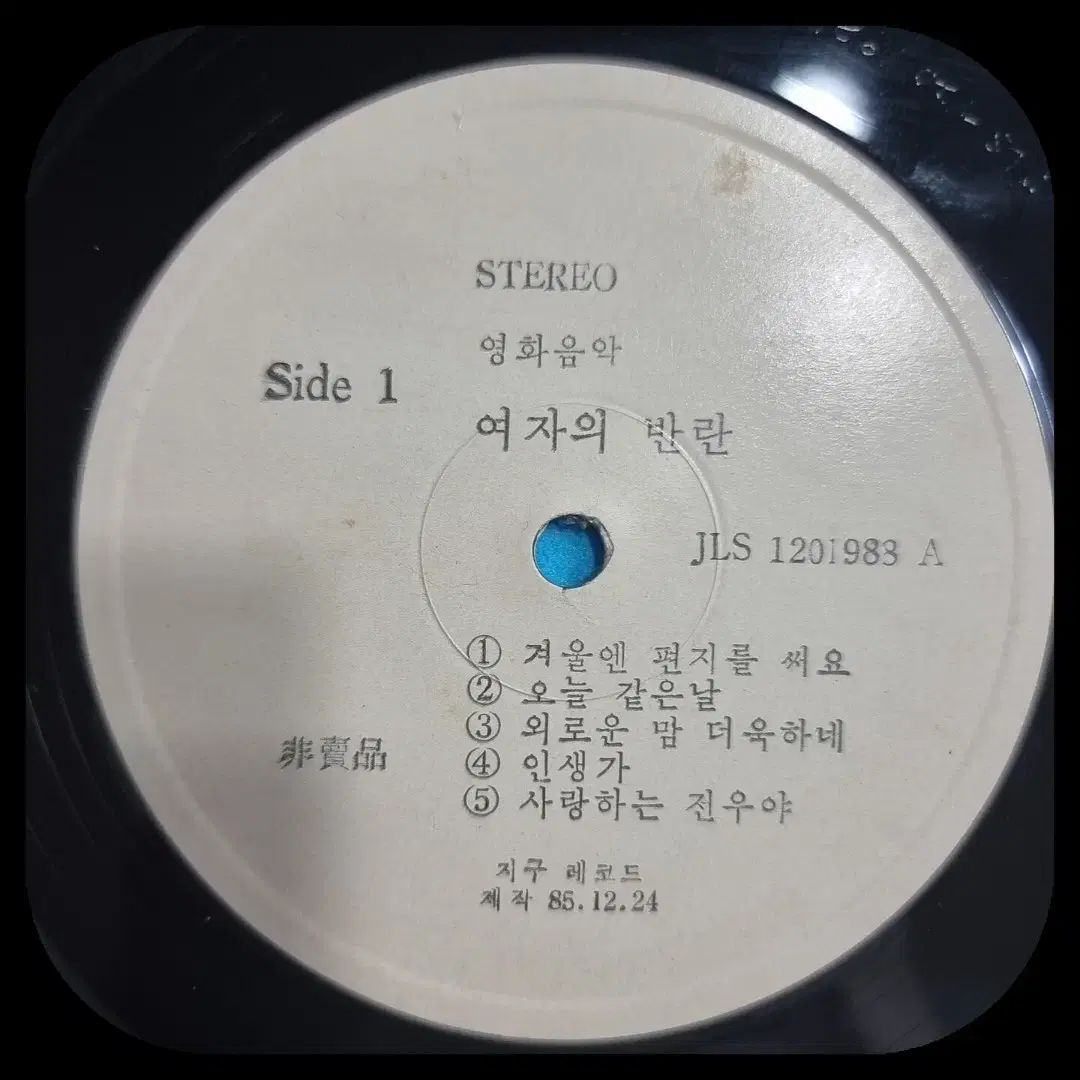 STEREO
영화음악
Side 1
여자의 반란
JLS 1201983 A
① 겨울엔 편지를 써요
② 오늘 같은날
③ 외로운 맘 더욱하네
非賣品
④ 인생가
⑤ 사랑하는 전우야
지구 레코드
제작 85.12.24